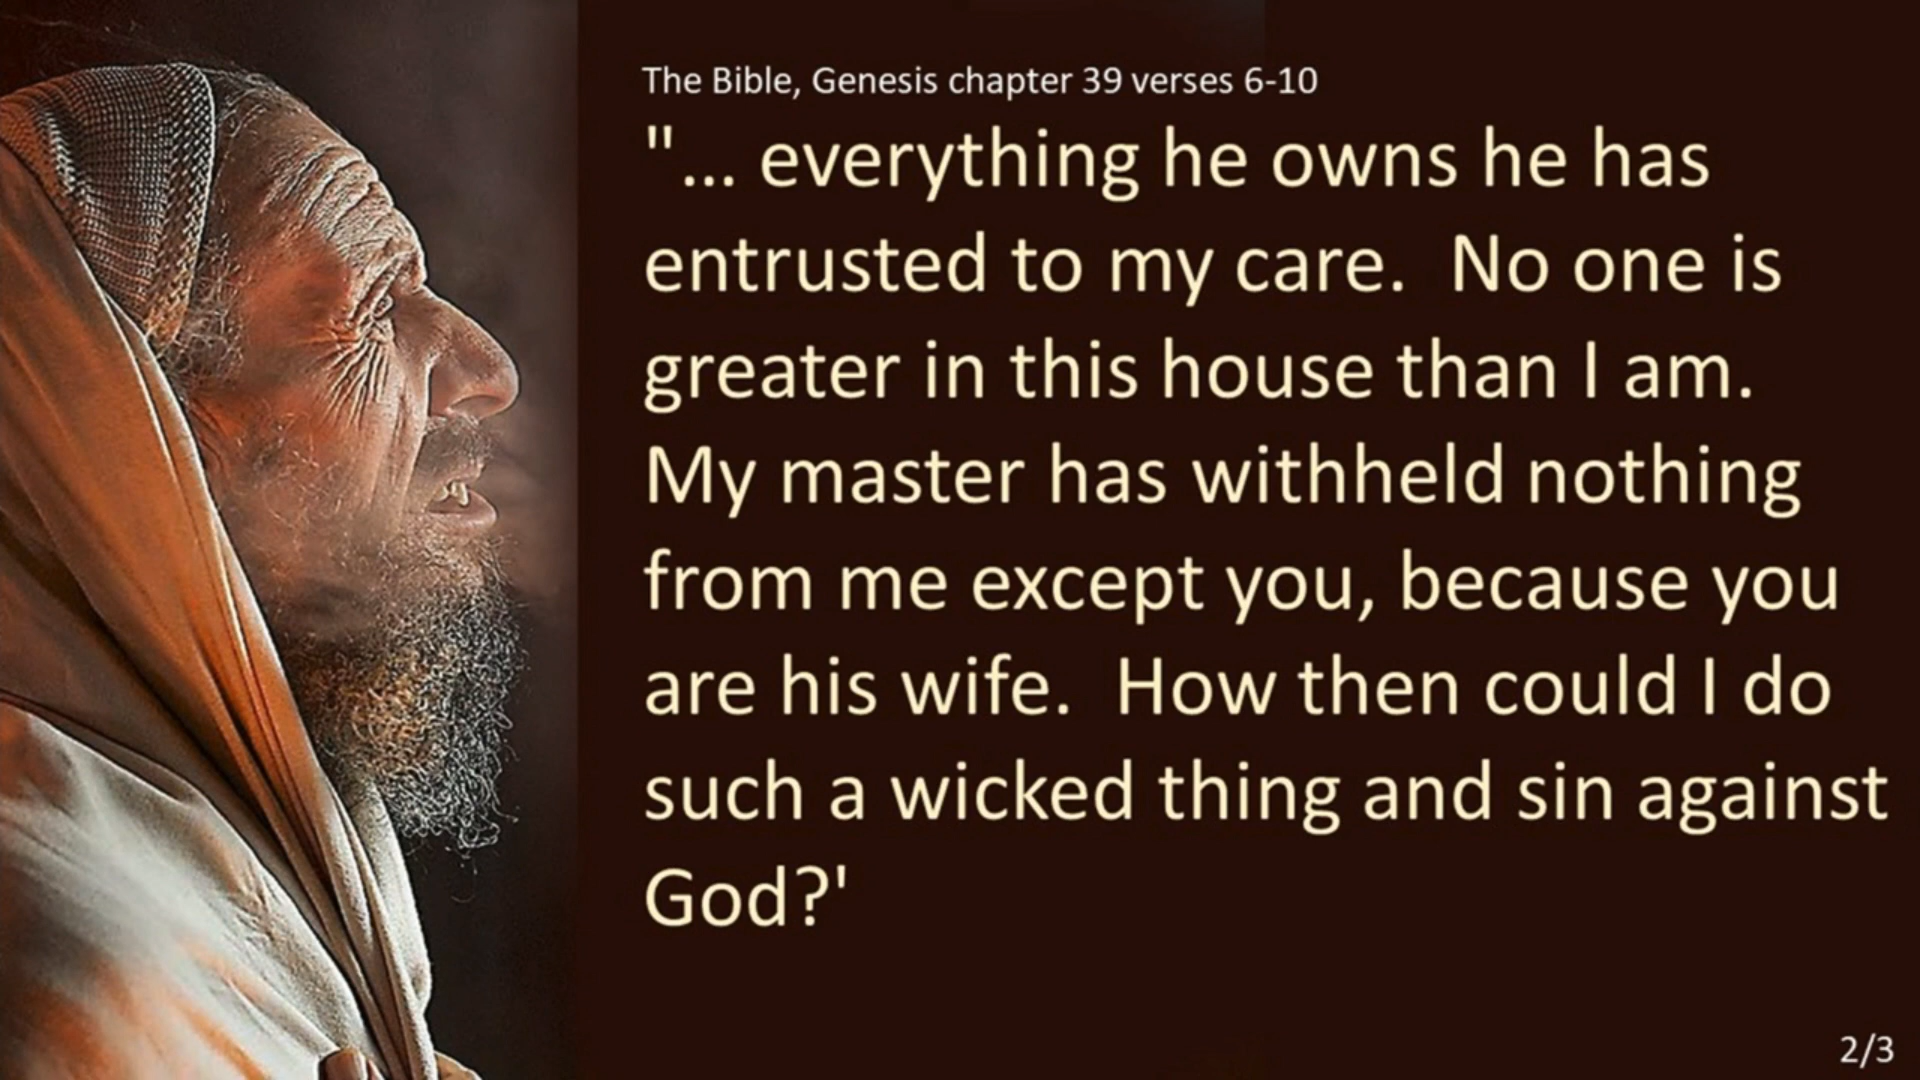 The Bible, Genesis chapter 39 verses 6-10
"... everything he owns he has
entrusted to my care.  No one is
greater in this house than I am.
My master has withheld nothing
from me except you, because you
are his wife.  How then could I do
such a wicked thing and sin against
God?'
2/3